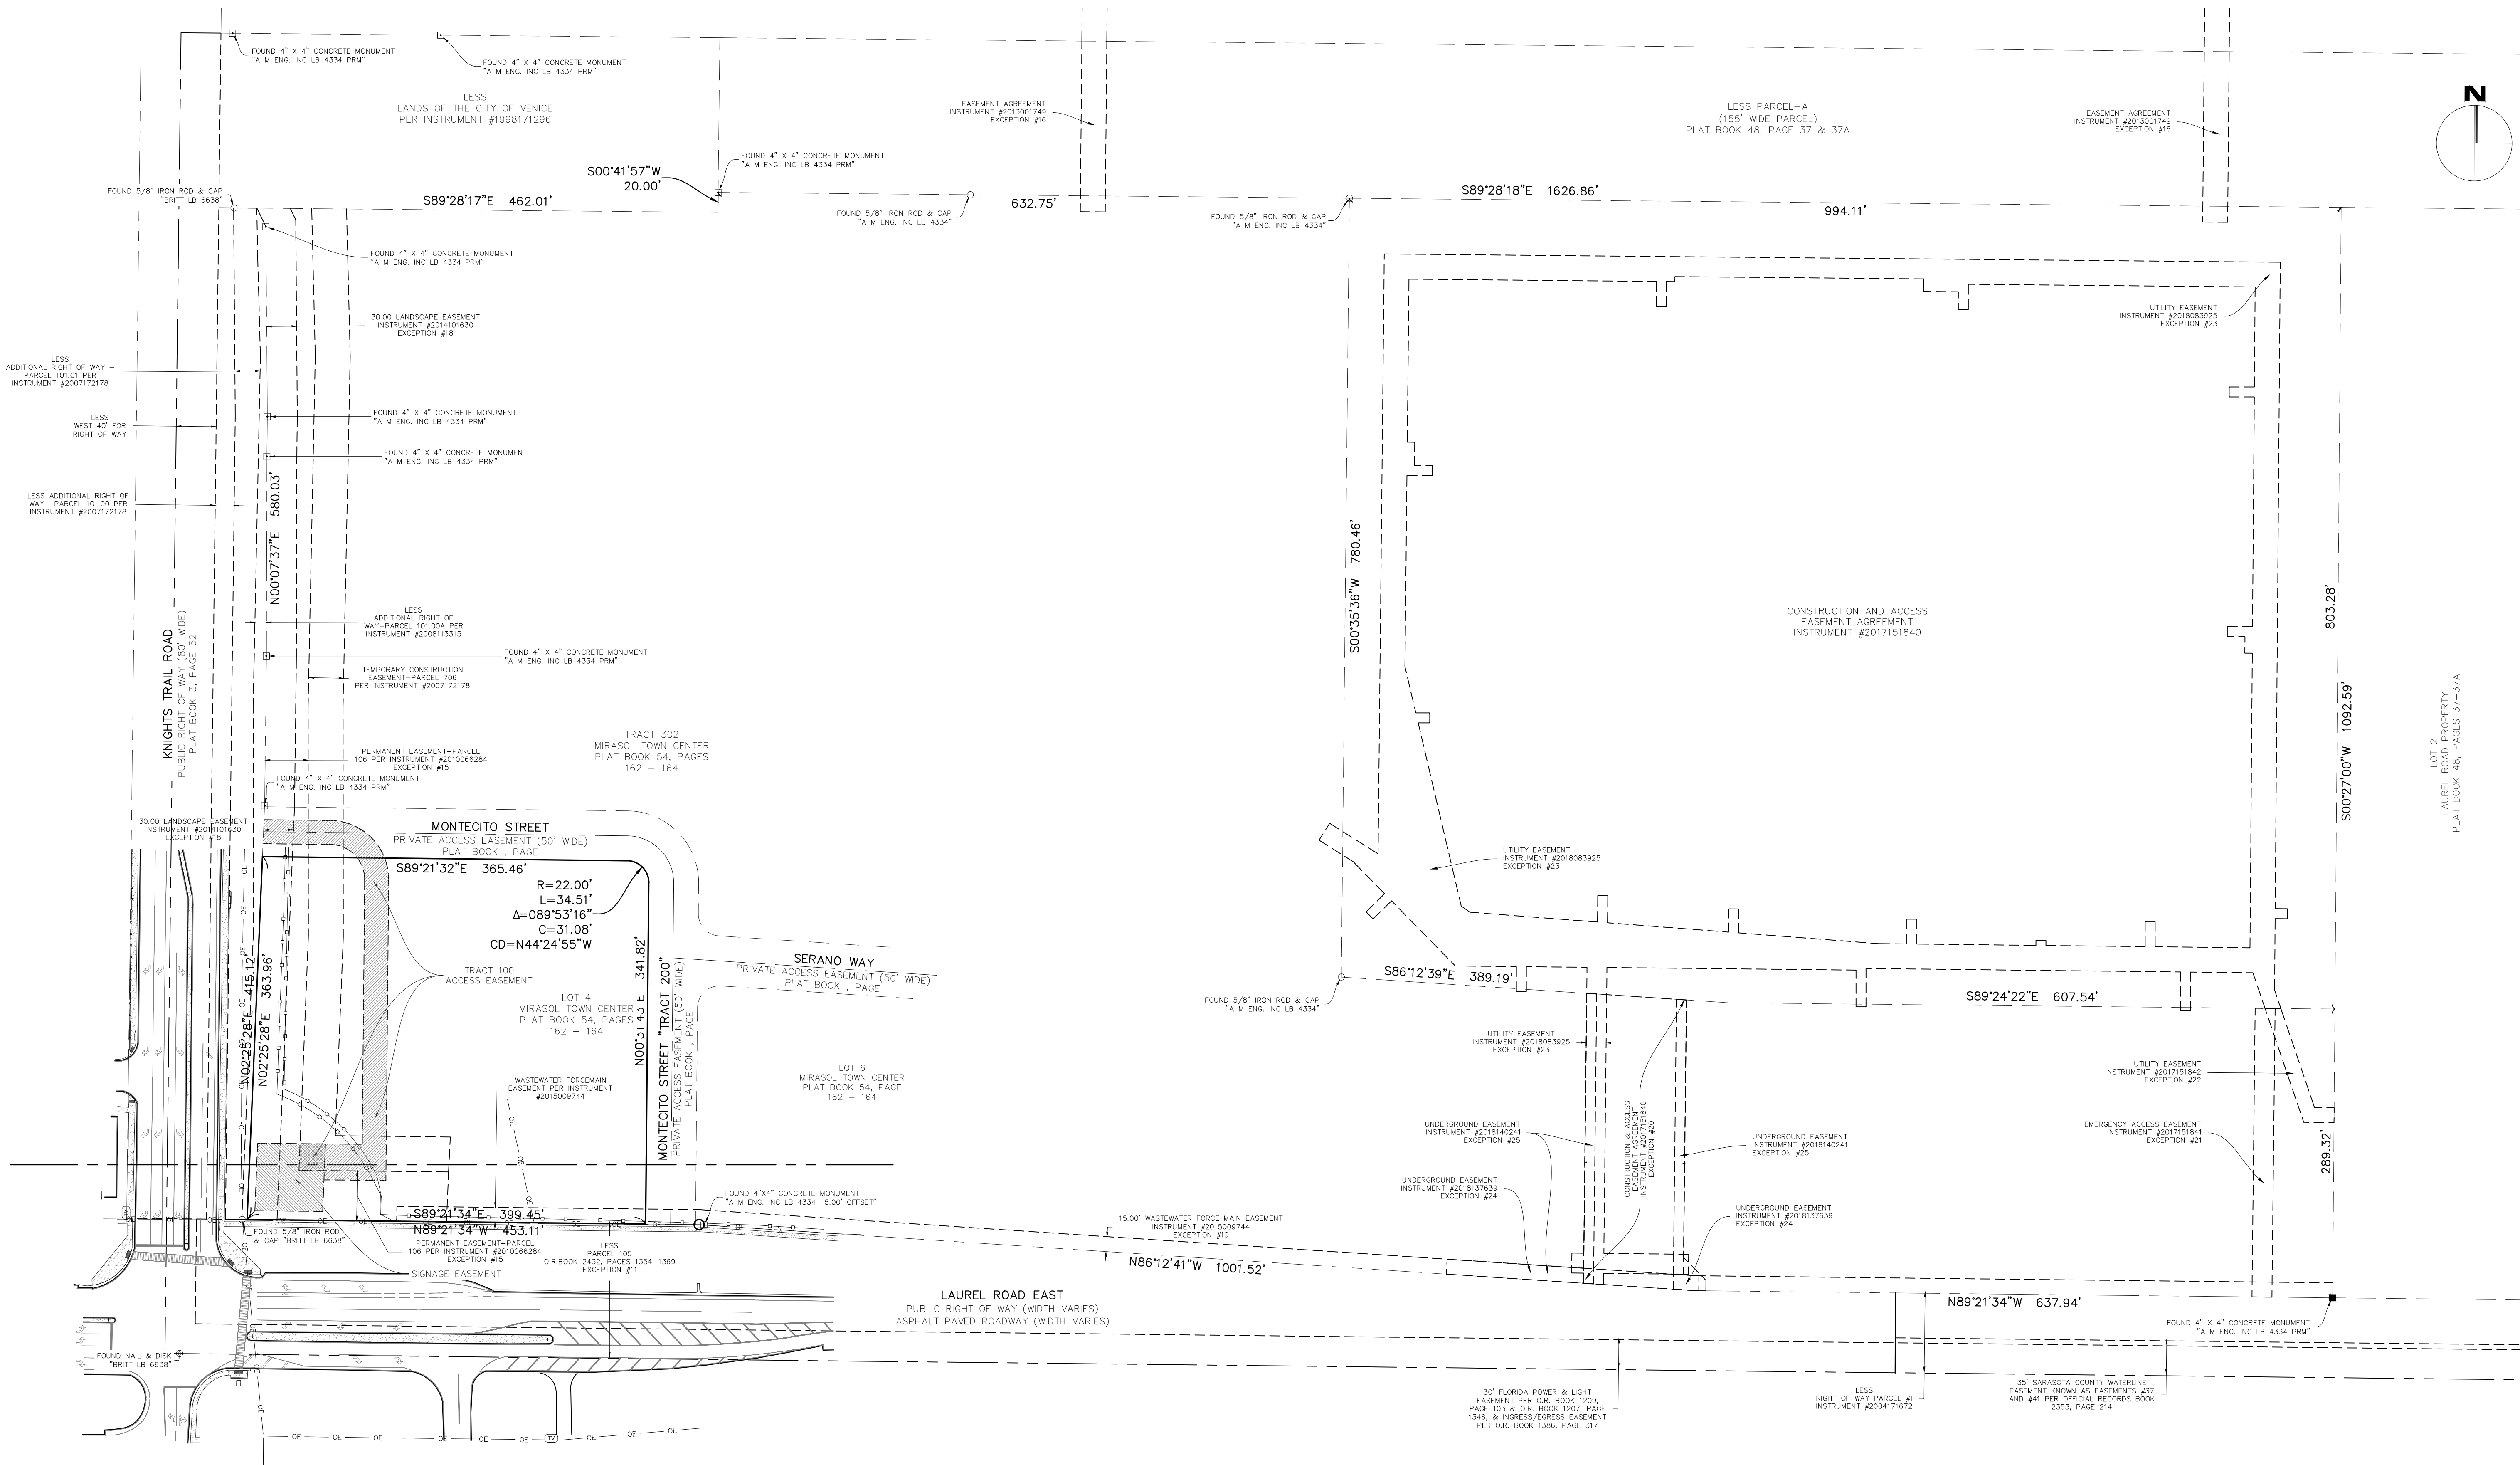 FOUND 4" X 4" CONCRETE MONUMENT
"A M ENG. INC LB 4334 PRM"
FOUND 4" X 4" CONCRETE MONUMENT
"A M ENG. INC LB 4334 PRM"
LESS
LANDS OF THE CITY OF VENICE
PER INSTRUMENT #1998171296
EASEMENT AGREEMENT
INSTRUMENT #2013001749
EXCEPTION #16
LESS PARCEL-A
(155' WIDE PARCEL)
PLAT BOOK 48, PAGE 37 & 37A
EASEMENT AGREEMENT
INSTRUMENT #2013001749
EXCEPTION #16
N
FOUND 4" X 4" CONCRETE MONUMENT
"A M ENG. INC LB 4334 PRM"
S00°41'57"W
20.00'
FOUND 5/8" IRON ROD & CAP
"BRITT LB 6638"
S89°28'17"E 462.01'
FOUND 5/8" IRON ROD & CAP
"A M ENG. INC LB 4334"
632.75'
FOUND 5/8" IRON ROD & CAP
"A M ENG. INC LB 4334"
S89°28'18"E 1626.86'
994.11'
FOUND 4" X 4" CONCRETE MONUMENT
"A M ENG. INC LB 4334 PRM"
30.00 LANDSCAPE EASEMENT
INSTRUMENT #2014101630
EXCEPTION #18
UTILITY EASEMENT
INSTRUMENT #2018083925
EXCEPTION #23
LESS
ADDITIONAL RIGHT OF WAY -
PARCEL 101.01 PER
INSTRUMENT #2007172178
LESS
WEST 40' FOR
RIGHT OF WAY
FOUND 4" X 4" CONCRETE MONUMENT
"A M ENG. INC LB 4334 PRM"
FOUND 4" X 4" CONCRETE MONUMENT
"A M ENG. INC LB 4334 PRM"
LESS ADDITIONAL RIGHT OF
WAY- PARCEL 101.00 PER
INSTRUMENT #2007172178
N00°07'37"E 580.03'
S00°35'36"W 780.46'
803.28'
LESS
ADDITIONAL RIGHT OF
WAY-PARCEL 101.00A PER
INSTRUMENT #2008113315
CONSTRUCTION AND ACCESS
EASEMENT AGREEMENT
INSTRUMENT #2017151840
FOUND 4" X 4" CONCRETE MONUMENT
"A M ENG. INC LB 4334 PRM"
TEMPORARY CONSTRUCTION
EASEMENT-PARCEL 706
PER INSTRUMENT #2007172178
KNIGHTS TRAIL ROAD
PUBLIC RIGHT OF WAY (80' WIDE)
PLAT BOOK 3, PAGE 52
S00°27'00"W 1092.59'
LOT 2
LAUREL ROAD PROPERTY
PLAT BOOK 48, PAGES 37-37A
TRACT 302
MIRASOL TOWN CENTER
PLAT BOOK 54, PAGES
162 - 164
PERMANENT EASEMENT-PARCEL
106 PER INSTRUMENT #2010066284
EXCEPTION #15
FOUND 4" X 4" CONCRETE MONUMENT
"A M ENG. INC LB 4334 PRM"
30.00 LANDSCAPE EASEMENT
INSTRUMENT #2014101630
EXCEPTION #18
MONTECITO STREET
PRIVATE ACCESS EASEMENT (50' WIDE)
PLAT BOOK , PAGE
S89°21'32"E 365.46'
R=22.00'
L=34.51'
Δ=089°53'16"
C=31.08'
CD=N44°24'55"W
UTILITY EASEMENT
INSTRUMENT #2018083925
EXCEPTION #23
SERANO WAY
PRIVATE ACCESS EASEMENT (50' WIDE)
PLAT BOOK , PAGE
TRACT 100
ACCESS EASEMENT
N02°25'28"E 415.12'
N02°25'28"E 363.96'
LOT 4
MIRASOL TOWN CENTER
PLAT BOOK 54, PAGES
162 - 164
N00°31'43"E 341.82'
MONTECITO STREET "TRACT 200"
PRIVATE ACCESS EASEMENT (50' WIDE)
PLAT BOOK , PAGE
FOUND 5/8" IRON ROD & CAP
"A M ENG. INC LB 4334"
S86°12'39"E 389.19'
S89°24'22"E 607.54'
UTILITY EASEMENT
INSTRUMENT #2018083925
EXCEPTION #23
UTILITY EASEMENT
INSTRUMENT #2017151842
EXCEPTION #22
WASTEWATER FORCEMAIN
EASEMENT PER INSTRUMENT
#2015009744
LOT 6
MIRASOL TOWN CENTER
PLAT BOOK 54, PAGE
162 - 164
UNDERGROUND EASEMENT
INSTRUMENT #2018140241
EXCEPTION #25
CONSTRUCTION & ACCESS
EASEMENT AGREEMENT
INSTRUMENT #2017151840
EXCEPTION #20
UNDERGROUND EASEMENT
INSTRUMENT #2018140241
EXCEPTION #25
EMERGENCY ACCESS EASEMENT
INSTRUMENT #2017151841
EXCEPTION #21
289.32'
UNDERGROUND EASEMENT
INSTRUMENT #2018137639
EXCEPTION #24
UNDERGROUND EASEMENT
INSTRUMENT #2018137639
EXCEPTION #24
FOUND 4"X4" CONCRETE MONUMENT
"A M ENG. INC LB 4334 5.00' OFFSET"
S89°21'34"E 399.45'
N89°21'34"W 453.11'
FOUND 5/8" IRON ROD
& CAP "BRITT LB 6638"
PERMANENT EASEMENT-PARCEL
106 PER INSTRUMENT #2010066284
EXCEPTION #15
SIGNAGE EASEMENT
LESS
PARCEL 105
O.R.BOOK 2432, PAGES 1354-1369
EXCEPTION #11
15.00' WASTEWATER FORCE MAIN EASEMENT
INSTRUMENT #2015009744
EXCEPTION #19
N86°12'41"W 1001.52'
LAUREL ROAD EAST
PUBLIC RIGHT OF WAY (WIDTH VARIES)
ASPHALT PAVED ROADWAY (WIDTH VARIES)
N89°21'34"W 637.94'
FOUND 4" X 4" CONCRETE MONUMENT
"A M ENG. INC LB 4334 PRM"
FOUND NAIL & DISK
"BRITT LB 6638"
30' FLORIDA POWER & LIGHT
EASEMENT PER O.R. BOOK 1209,
PAGE 103 & O.R. BOOK 1207, PAGE
1346, & INGRESS/EGRESS EASEMENT
PER O.R. BOOK 1386, PAGE 317
LESS
RIGHT OF WAY PARCEL #1
INSTRUMENT #2004171672
35' SARASOTA COUNTY WATERLINE
EASEMENT KNOWN AS EASEMENTS #37
AND #41 PER OFFICIAL RECORDS BOOK
2353, PAGE 214
OE OE OE OE OE TV OE OE OE